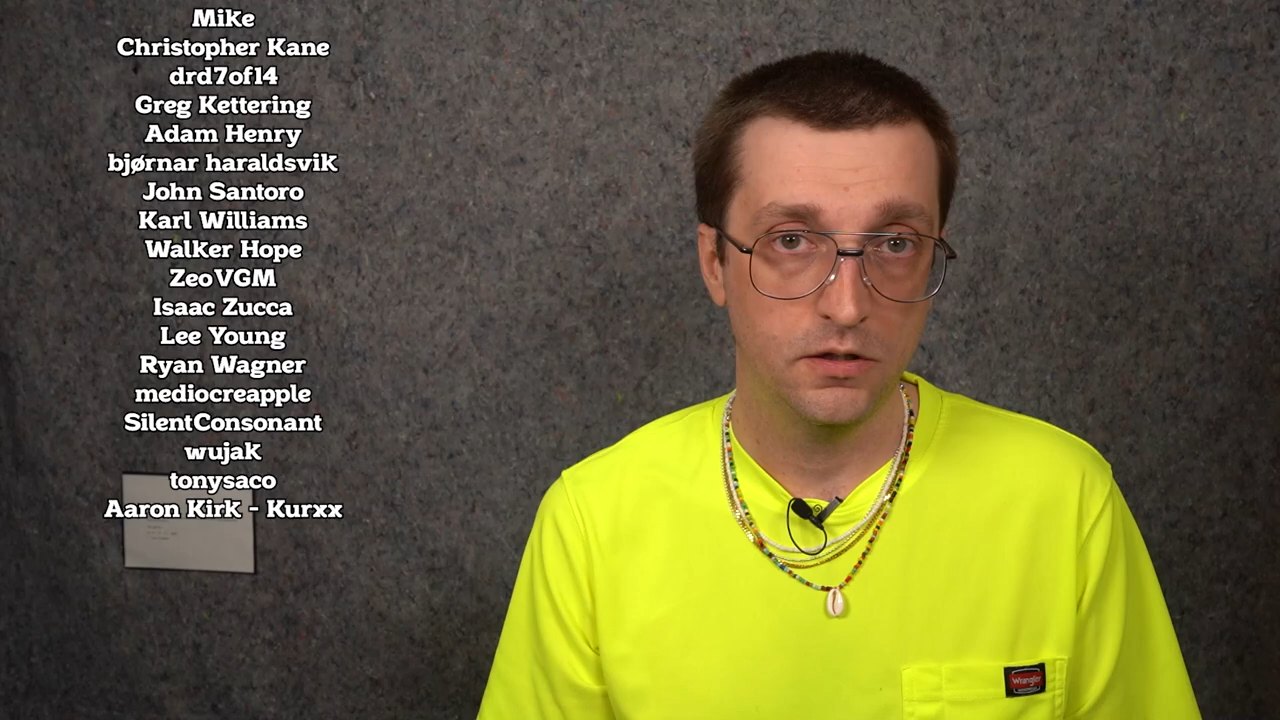 Mike
Christopher Kane
drd7of14
Greg Kettering
Adam Henry
bjørnar haraldsvik
John Santoro
Karl Williams
Walker Hope
ZeoVGM
Isaac Zucca
Lee Young
Ryan Wagner
mediocreapple
SilentConsonant
wujak
tonysaco
Aaron Kirk - Kurxx
Wrangler